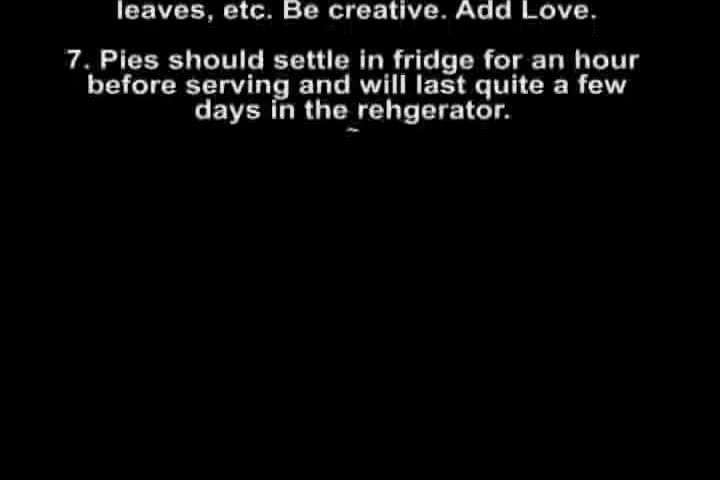 leaves, etc. Be creative. Add Love.
7. Pies should settle in fridge for an hour
before serving and will last quite a few
days in the rehgerator.
~